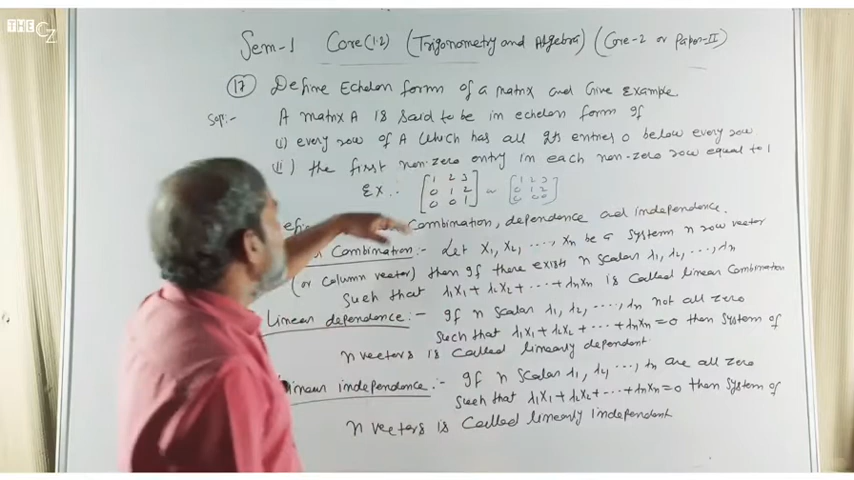 THE CZ
Sem-1 Core (1.2) (Trigonometry and Algebra) (Core-2 or Paper-II)
(17) Define Echelon form of a matrix and Give Example.
A matrix A is said to be in echelon form If
(i) every row of A which has all Its entries 0 below every row
(ii) the first non-zero entry in each non-zero row equal to 1
Ex :- [1 2 3
0 1 2
0 0 1] or [1 2 3
0 1 2
0 0 0]
Combination, dependence and independence.
Combination :- Let X₁, X₂, ...., Xn be a system n row vector
(or column vector) then If there exists n scalar λ₁, λ₂, ...., λn
such that λ₁X₁ + λ₂X₂ + ... + λnXn is Called linear Combination
Linear dependence :- If n scalar λ₁, λ₂, ...., λn not all zero
such that λ₁X₁ + λ₂X₂ + ... + λnXn = 0 then System of
n vectors is Called linearly dependent
independence :- If n scalar λ₁, λ₂, ..., λn are all zero
such that λ₁X₁ + λ₂X₂ + ... + λnXn = 0 then System of
n vectors is Called linearly independent